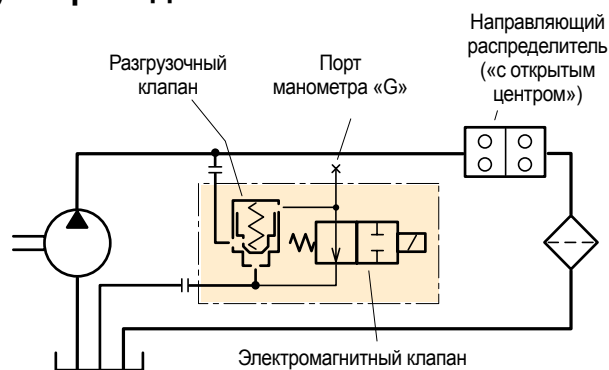 Направляющий
распределитель
(«с открытым
центром»)
Разгрузочный
клапан
Порт
манометра «G»
Электромагнитный клапан